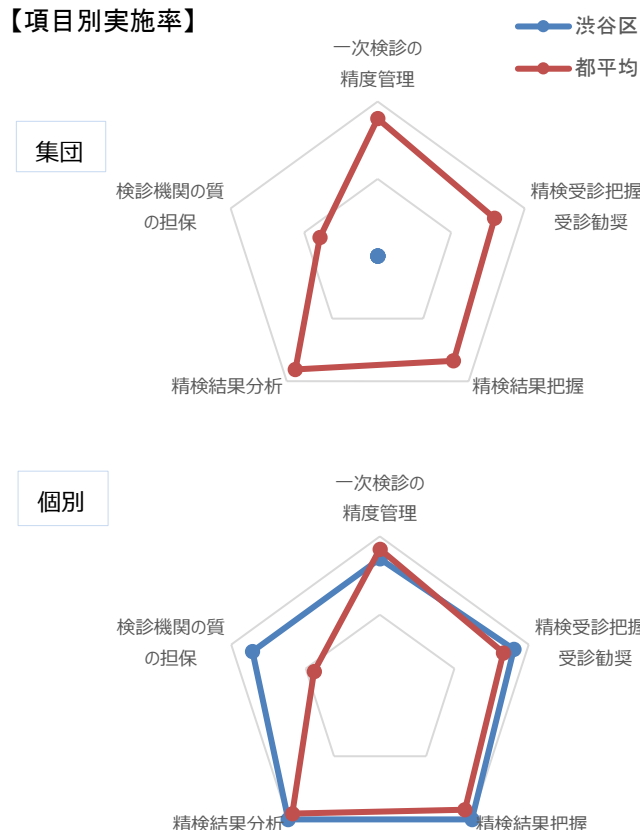 【項目別実施率】
渋谷区
都平均
集団
一次検診の
精度管理
精検受診把握
受診勧奨
精検結果把握
精検結果分析
検診機関の質
の担保
個別
一次検診の
精度管理
精検受診把握
受診勧奨
精検結果把握
精検結果分析
検診機関の質
の担保